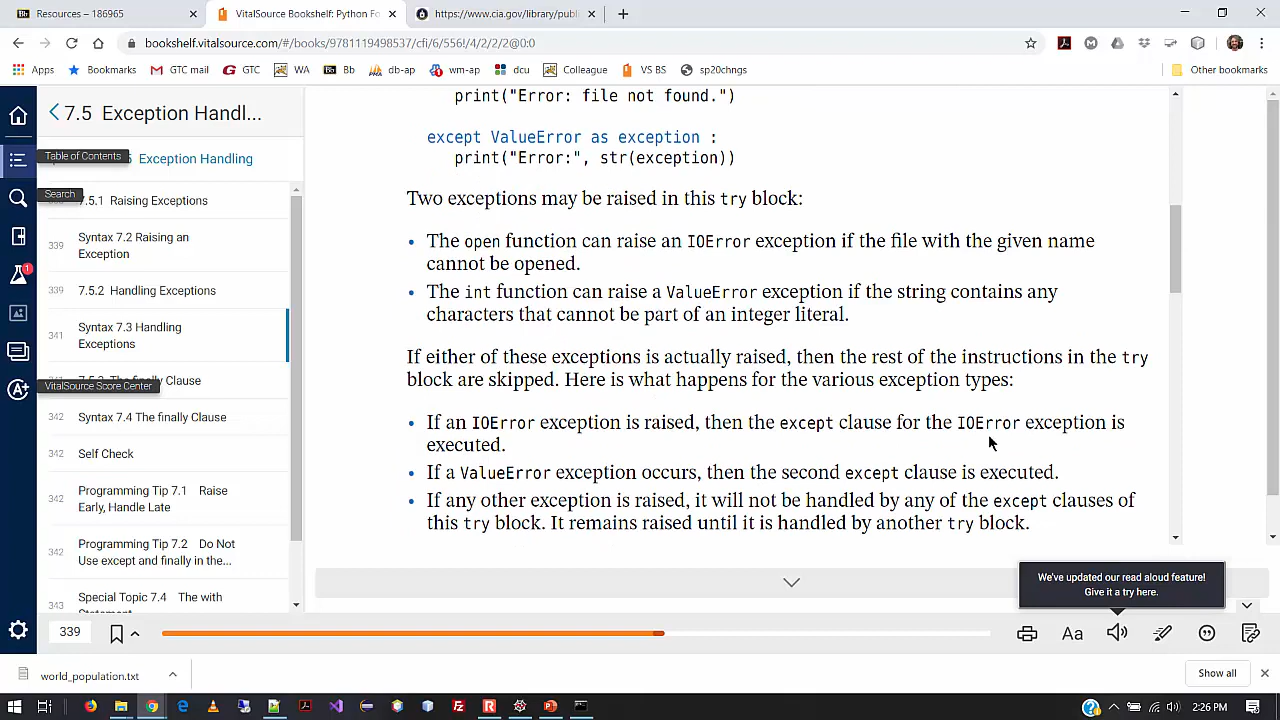 Resources – 186965
VitalSource Bookshelf: Python Fo
https://www.cia.gov/library/publ
bookshelf.vitalsource.com/#/books/9781119498537/cfi/6/556!/4/2/2/2@0:0
Apps
Bookmarks
GTC mail
GTC
WA
Bb
db-ap
wm-ap
dcu
Colleague
VS BS
sp20chngs
Other bookmarks
7.5 Exception Handl...
Table of Contents
Exception Handling
Search
7.5.1 Raising Exceptions
339
Syntax 7.2 Raising an
Exception
339
7.5.2 Handling Exceptions
341
Syntax 7.3 Handling
Exceptions
VitalSource Score Center
Clause
342
Syntax 7.4 The finally Clause
342
Self Check
342
Programming Tip 7.1 Raise
Early, Handle Late
342
Programming Tip 7.2 Do Not
Use except and finally in the...
343
Special Topic 7.4 The with
Statement
print("Error: file not found.")
except ValueError as exception :
print("Error:", str(exception))
Two exceptions may be raised in this try block:
• The open function can raise an IOError exception if the file with the given name
cannot be opened.
• The int function can raise a ValueError exception if the string contains any
characters that cannot be part of an integer literal.
If either of these exceptions is actually raised, then the rest of the instructions in the try
block are skipped. Here is what happens for the various exception types:
• If an IOError exception is raised, then the except clause for the IOError exception is
executed.
• If a ValueError exception occurs, then the second except clause is executed.
• If any other exception is raised, it will not be handled by any of the except clauses of
this try block. It remains raised until it is handled by another try block.
We've updated our read aloud feature!
Give it a try here.
339
Aa
world_population.txt
Show all
2:26 PM